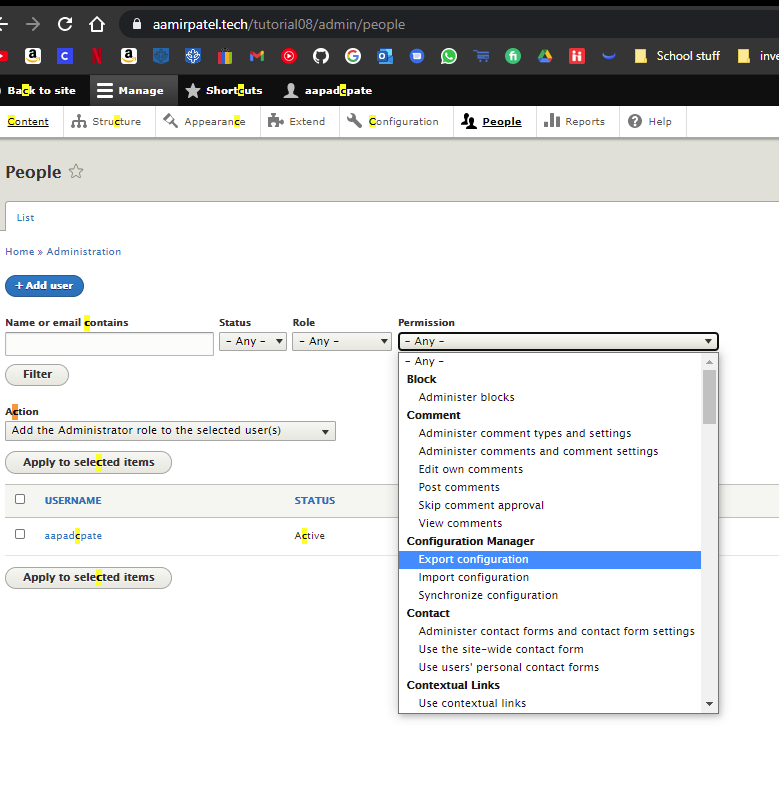 aamirpatel.tech/tutorial08/admin/people
School stuff
inve
Back to site Manage Shortcuts aapadcpate
Content Structure Appearance Extend Configuration People Reports Help
People
List
Home » Administration
+ Add user
Name or email contains Status Role Permission
- Any - - Any - - Any -
Filter
Action
Add the Administrator role to the selected user(s)
Apply to selected items
USERNAME STATUS
aapadcpate Active
Apply to selected items
- Any -
Block
Administer blocks
Comment
Administer comment types and settings
Administer comments and comment settings
Edit own comments
Post comments
Skip comment approval
View comments
Configuration Manager
Export configuration
Import configuration
Synchronize configuration
Contact
Administer contact forms and contact form settings
Use the site-wide contact form
Use users' personal contact forms
Contextual Links
Use contextual links